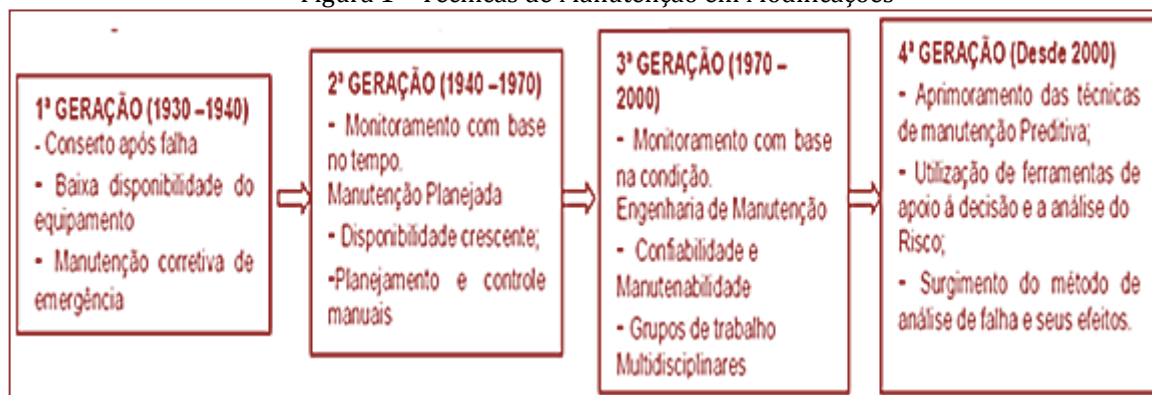 Figura 1 – Técnicas de Manutenção em Modificações
1ª GERAÇÃO (1930 –1940)
- Conserto após falha
- Baixa disponibilidade do
equipamento
- Manutenção corretiva de
emergência
2ª GERAÇÃO (1940 –1970)
- Monitoramento com base
no tempo.
Manutenção Planejada
- Disponibilidade crescente;
-Planejamento e controle
manuais
3ª GERAÇÃO (1970 –
2000)
- Monitoramento com base
na condição.
Engenharia de Manutenção
- Confiabilidade e
Manutenabilidade
- Grupos de trabalho
Multidisciplinares
4ª GERAÇÃO (Desde 2000)
- Aprimoramento das técnicas
de manutenção Preditiva;
- Utilização de ferramentas de
apoio á decisão e a análise do
Risco;
- Surgimento do método de
análise de falha e seus efeitos.